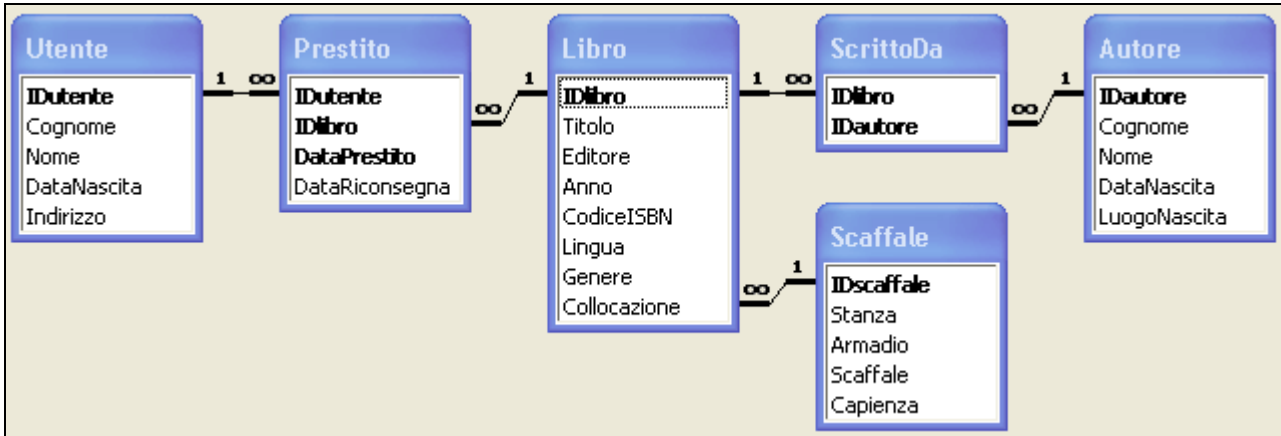 Utente
IDutente
Cognome
Nome
DataNascita
Indirizzo
1
∞
Prestito
IDutente
IDlibro
DataPrestito
DataRiconsegna
∞
1
Libro
IDlibro
Titolo
Editore
Anno
CodiceISBN
Lingua
Genere
Collocazione
1
∞
ScrittoDa
IDlibro
IDautore
∞
1
Autore
IDautore
Cognome
Nome
DataNascita
LuogoNascita
∞
1
Scaffale
IDscaffale
Stanza
Armadio
Scaffale
Capienza